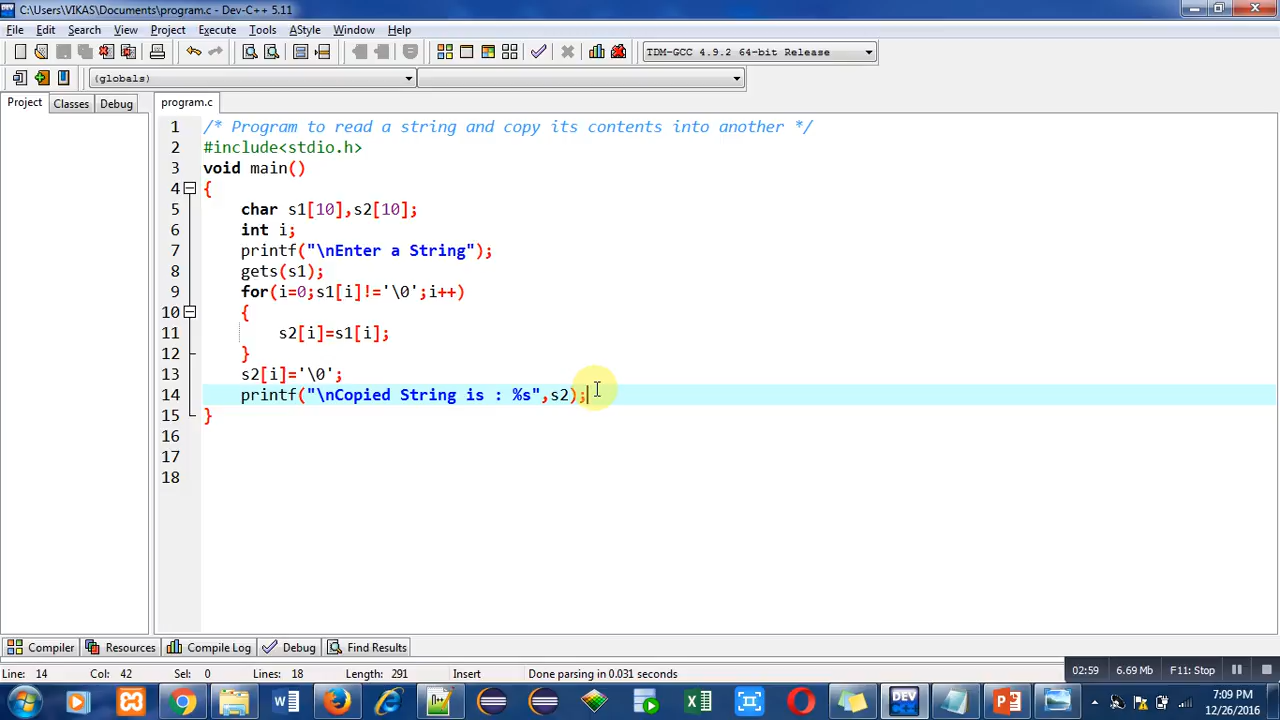 C:\Users\VIKAS\Documents\program.c - Dev-C++ 5.11
File Edit Search View Project Execute Tools AStyle Window Help
TDM-GCC 4.9.2 64-bit Release
(globals)
Project Classes Debug program.c
1 /* Program to read a string and copy its contents into another */
2 #include<stdio.h>
3 void main()
4 {
5 char s1[10],s2[10];
6 int i;
7 printf("\nEnter a String");
8 gets(s1);
9 for(i=0;s1[i]!='\0';i++)
10 {
11 s2[i]=s1[i];
12 }
13 s2[i]='\0';
14 printf("\nCopied String is : %s",s2);
15 }
16
17
18
Compiler Resources Compile Log Debug Find Results
Line: 14 Col: 42 Sel: 0 Lines: 18 Length: 291 Insert Done parsing in 0.031 seconds
02:59 6.69 Mb F11: Stop
DEV
7:09 PM
12/26/2016